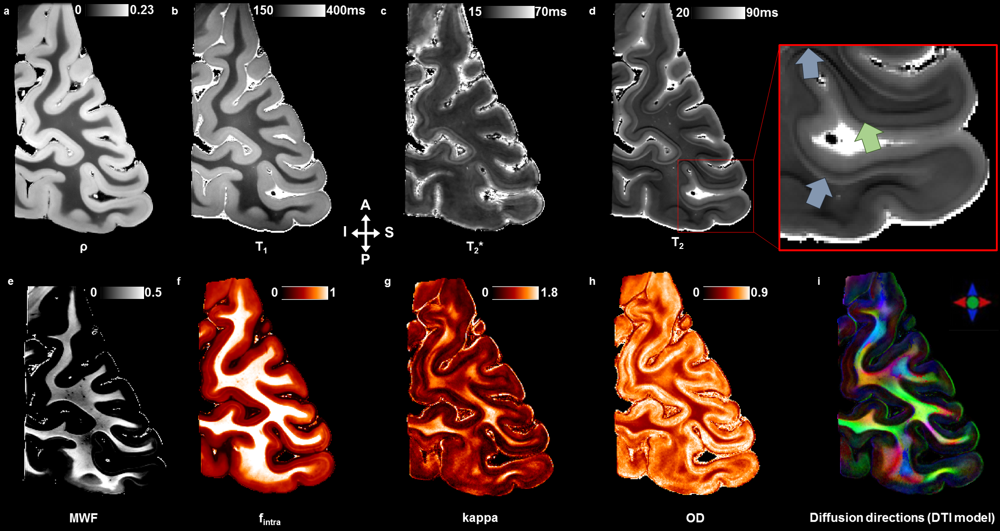 a 0 0.23
b 150 400ms
c 15 70ms
d 20 90ms
A
I S
P
ρ
T1
T2*
T2
e 0 0.5
f 0 1
g 0 1.8
h 0 0.9
i
MWF
fintra
kappa
OD
Diffusion directions (DTI model)